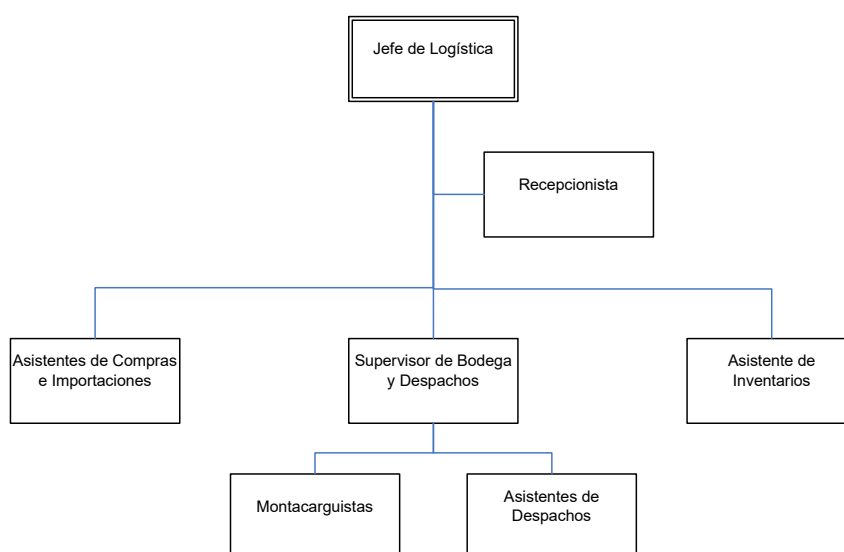 Jefe de Logística
Recepcionista
Asistentes de Compras
e Importaciones
Supervisor de Bodega
y Despachos
Asistente de
Inventarios
Montacarguistas
Asistentes de
Despachos